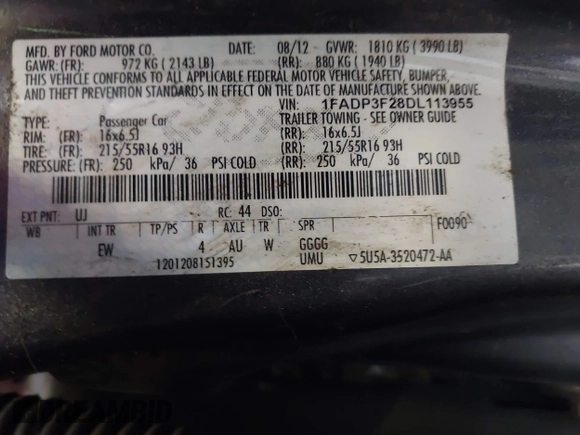 MFD. BY FORD MOTOR CO. DATE: 08/12 GVWR: 1810 KG ( 3990 LB)
GAWR: (FR): 972 KG ( 2143 LB) (RR): 880 KG ( 1940 LB)
THIS VEHICLE CONFORMS TO ALL APPLICABLE FEDERAL MOTOR VEHICLE SAFETY, BUMPER,
AND THEFT PREVENTION STANDARDS IN EFFECT ON THE DATE OF MANUFACTURE SHOWN ABOVE.
VIN: 1FADP3F28DL113955
TYPE: Passenger Car TRAILER TOWING - SEE OWNER GUIDE
RIM: (FR): 16x6.5J (RR): 16x6.5J
TIRE: (FR): 215/55R16 93H (RR): 215/55R16 93H
PRESSURE: (FR): 250 kPa/ 36 PSI COLD (RR): 250 kPa/ 36 PSI COLD
EXT PNT: UJ RC: 44 DSO: F0090
WB INT TR TP/PS R AXLE TR SPR
EW 4 AU W GGGG
1201208151395 UMU ▽5U5A-3520472-AA
DREAMBID